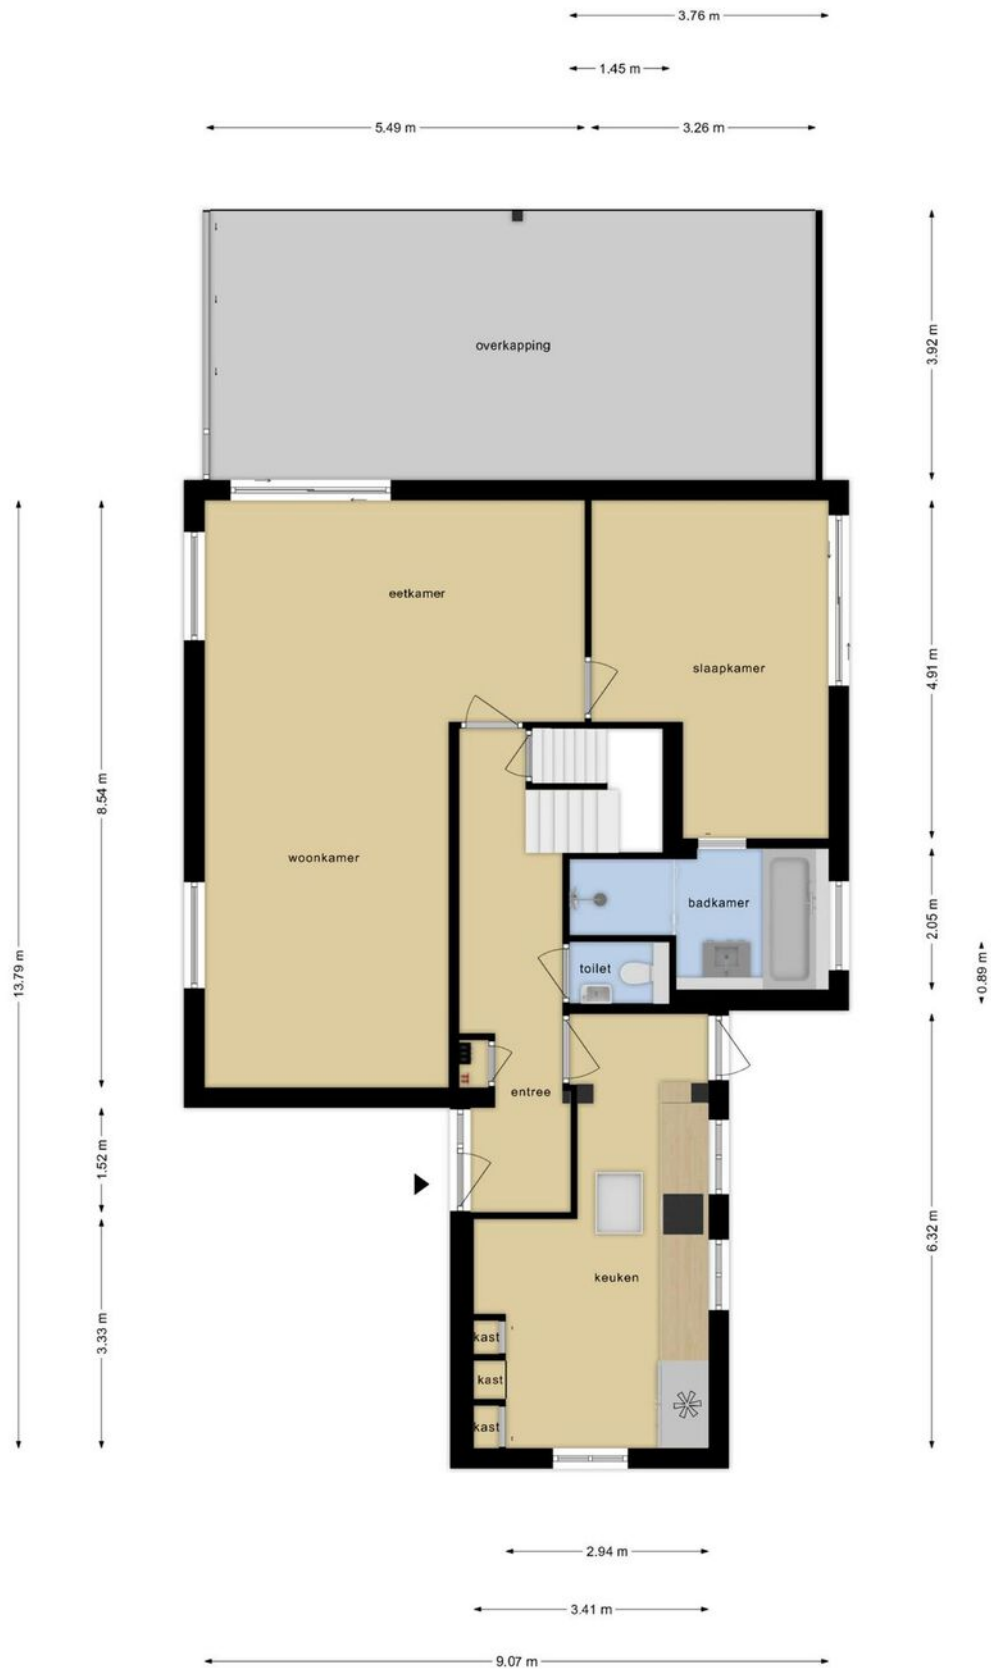 3.76 m
1.45 m
5.49 m
3.26 m
overkapping
3.92 m
eetkamer
slaapkamer
4.91 m
8.54 m
woonkamer
badkamer
2.05 m
toilet
0.89 m
13.79 m
entree
1.52 m
6.32 m
keuken
3.33 m
kast
kast
kast
2.94 m
3.41 m
9.07 m